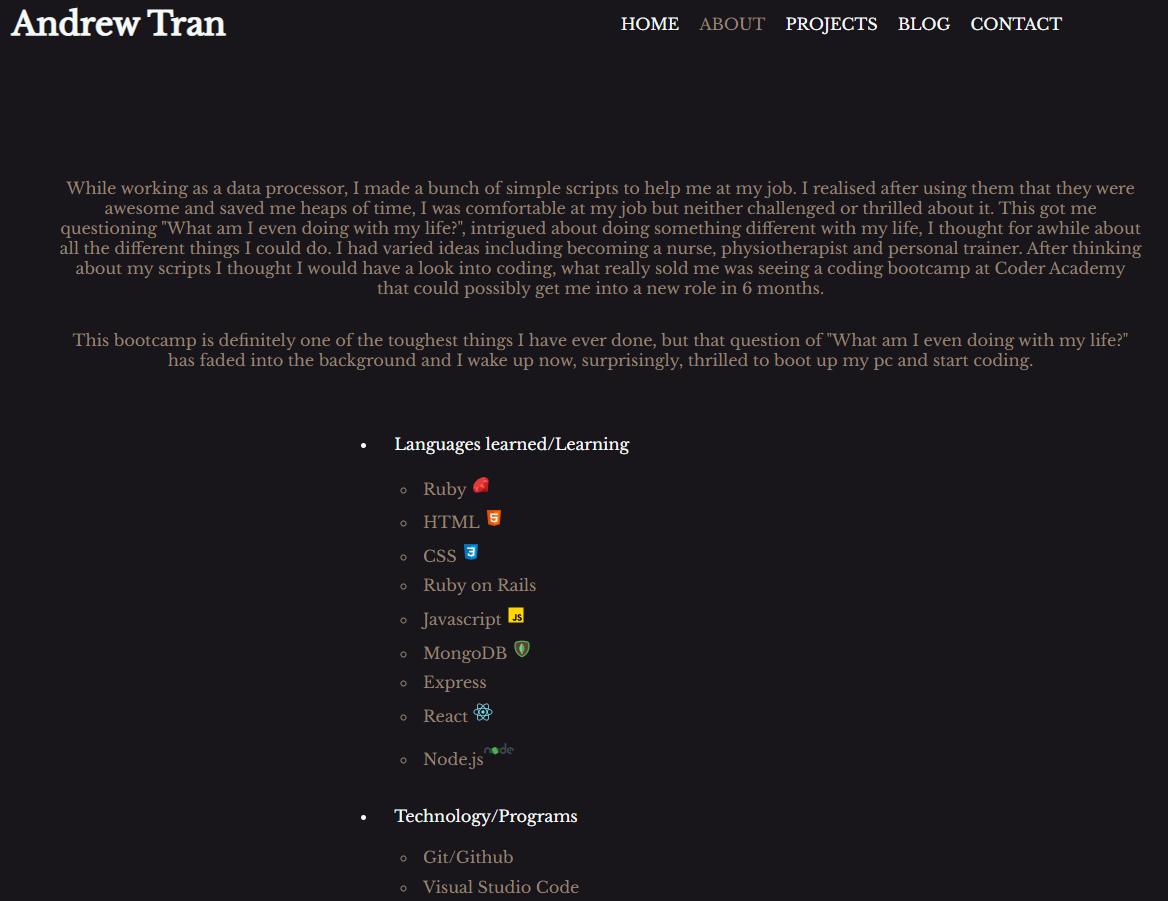 Andrew Tran
HOME ABOUT PROJECTS BLOG CONTACT
While working as a data processor, I made a bunch of simple scripts to help me at my job. I realised after using them that they were
awesome and saved me heaps of time, I was comfortable at my job but neither challenged or thrilled about it. This got me
questioning "What am I even doing with my life?", intrigued about doing something different with my life, I thought for awhile about
all the different things I could do. I had varied ideas including becoming a nurse, physiotherapist and personal trainer. After thinking
about my scripts I thought I would have a look into coding, what really sold me was seeing a coding bootcamp at Coder Academy
that could possibly get me into a new role in 6 months.
This bootcamp is definitely one of the toughest things I have ever done, but that question of "What am I even doing with my life?"
has faded into the background and I wake up now, surprisingly, thrilled to boot up my pc and start coding.
Languages learned/Learning
Ruby
HTML 5
CSS 3
Ruby on Rails
Javascript JS
MongoDB
Express
React
Node.js node
Technology/Programs
Git/Github
Visual Studio Code